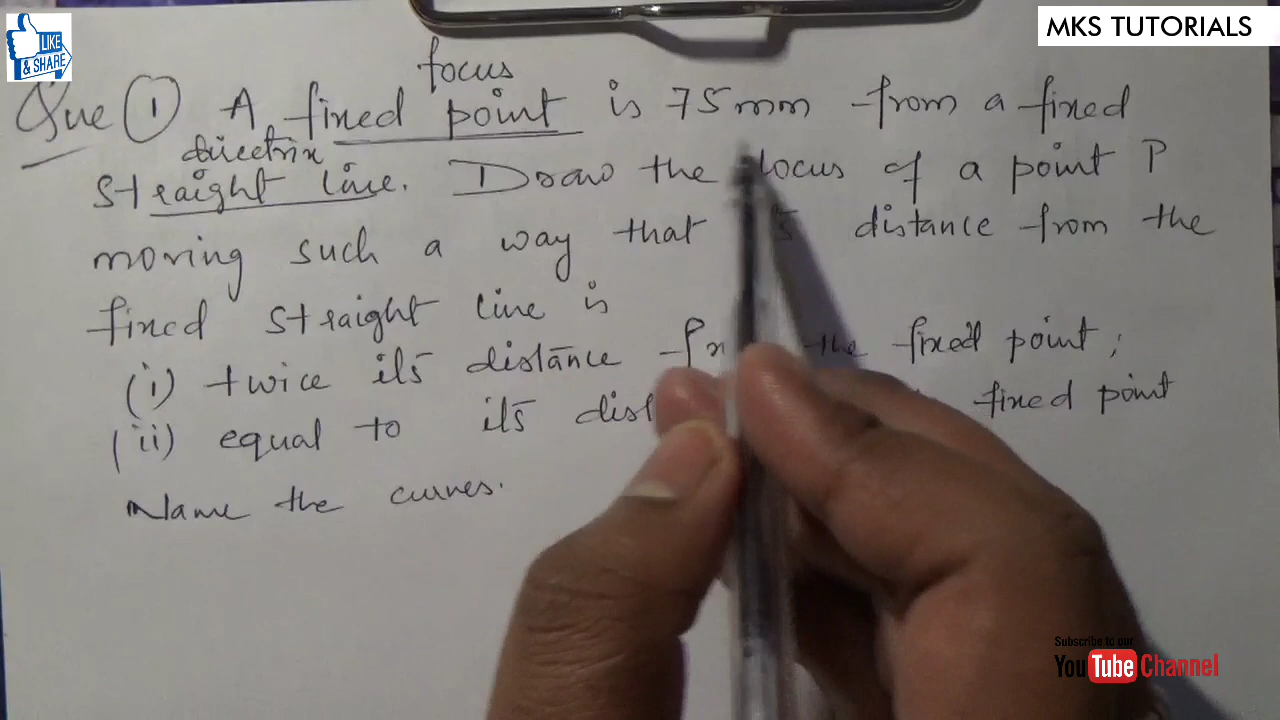 LIKE
& SHARE
MKS TUTORIALS
focus
Que (1) A fixed point is 75mm from a fixed
directrix
straight line. Draw the locus of a point P
moving such a way that distance from the
fixed straight line is
(i) twice its distance the fixed point;
(ii) equal to its fixed point
Name the curves.
Subscribe to our
YouTube Channel